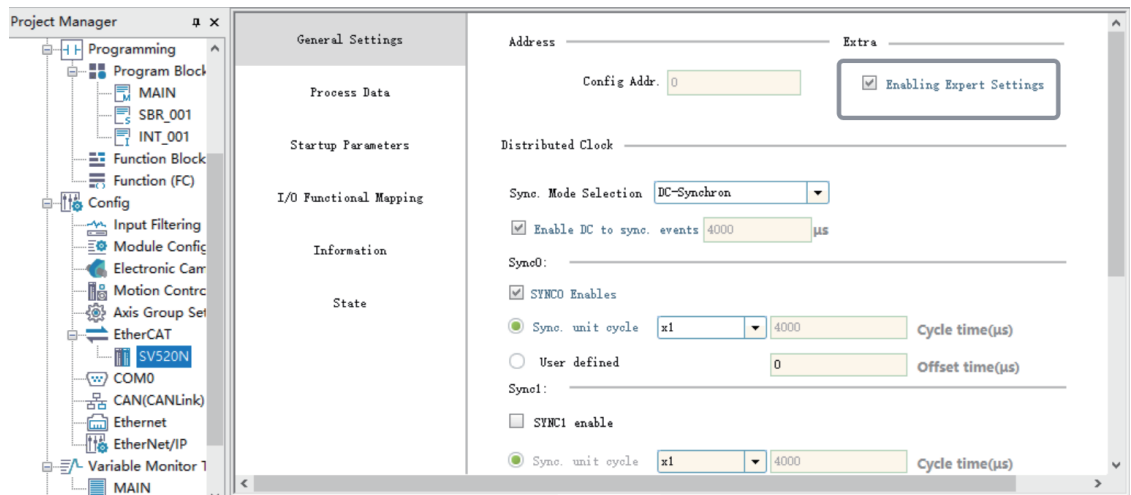 Project Manager
Programming
Program Block
MAIN
SBR_001
INT_001
Function Block
Function (FC)
Config
Input Filtering
Module Config
Electronic Cam
Motion Contrc
Axis Group Set
EtherCAT
SV520N
COM0
CAN(CANLink)
Ethernet
EtherNet/IP
Variable Monitor T
MAIN
General Settings
Process Data
Startup Parameters
I/O Functional Mapping
Information
State
Address
Extra
Config Addr. 0
Enabling Expert Settings
Distributed Clock
Sync. Mode Selection DC-Synchron
Enable DC to sync. events 4000 μs
Sync0:
SYNC0 Enables
Sync. unit cycle x1 4000 Cycle time(μs)
User defined 0 Offset time(μs)
Sync1:
SYNC1 enable
Sync. unit cycle x1 4000 Cycle time(μs)